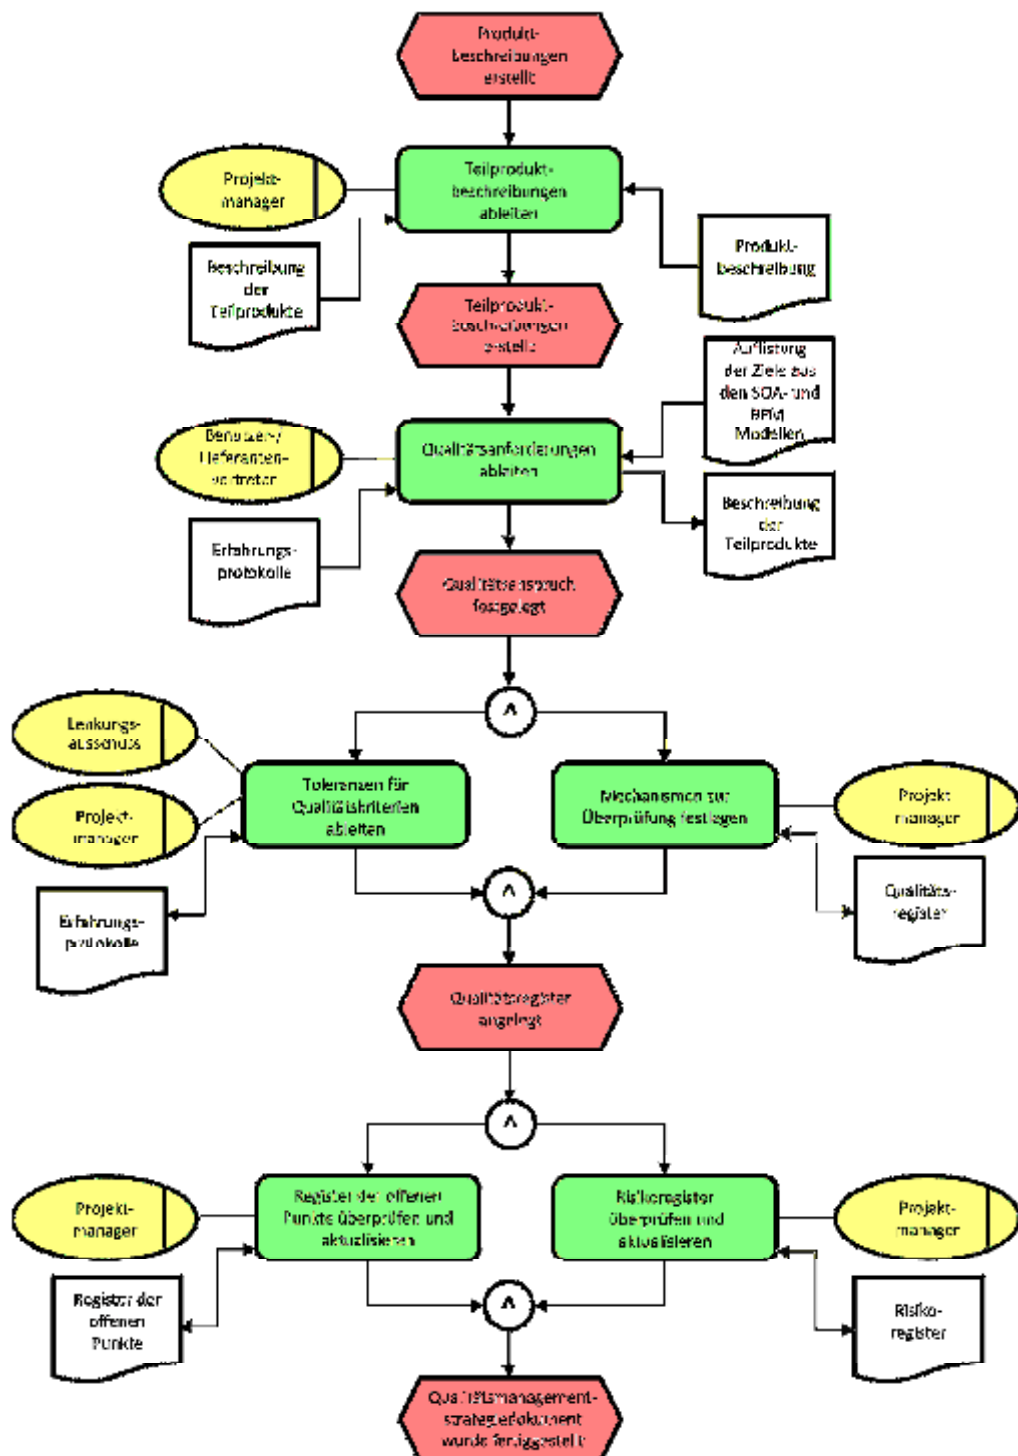 Produkt-
beschreibungen
erstellt
Teilprodukt-
beschreibungen
ableiten
Projekt-
manager
Beschreibung
der
Teilprodukte
Produkt-
beschreibung
Teilprodukt-
beschreibungen
erstellt
Auflistung
der Ziele aus
den SOA- und
BPM-
Modellen
Benutzer-/
Lieferanten-
vertreter
Qualitätsanforderungen
ableiten
Beschreibung
der
Teilprodukte
Erfahrungs-
protokolle
Qualitätsanspruch
festgelegt
^
Lenkungs-
ausschuss
Projekt-
manager
Toleranzen für
Qualitätskriterien
ableiten
Mechanismen zur
Überprüfung festlegen
Projekt-
manager
Erfahrungs-
protokolle
^
Qualitäts-
register
Qualitätsregister
angelegt
^
Projekt-
manager
Register der offenen
Punkte überprüfen und
aktualisieren
Risikoregister
überprüfen und
aktualisieren
Projekt-
manager
Register der
offenen
Punkte
^
Risiko-
register
Qualitätsmanagement-
strategiedokument
wurde fertiggestellt